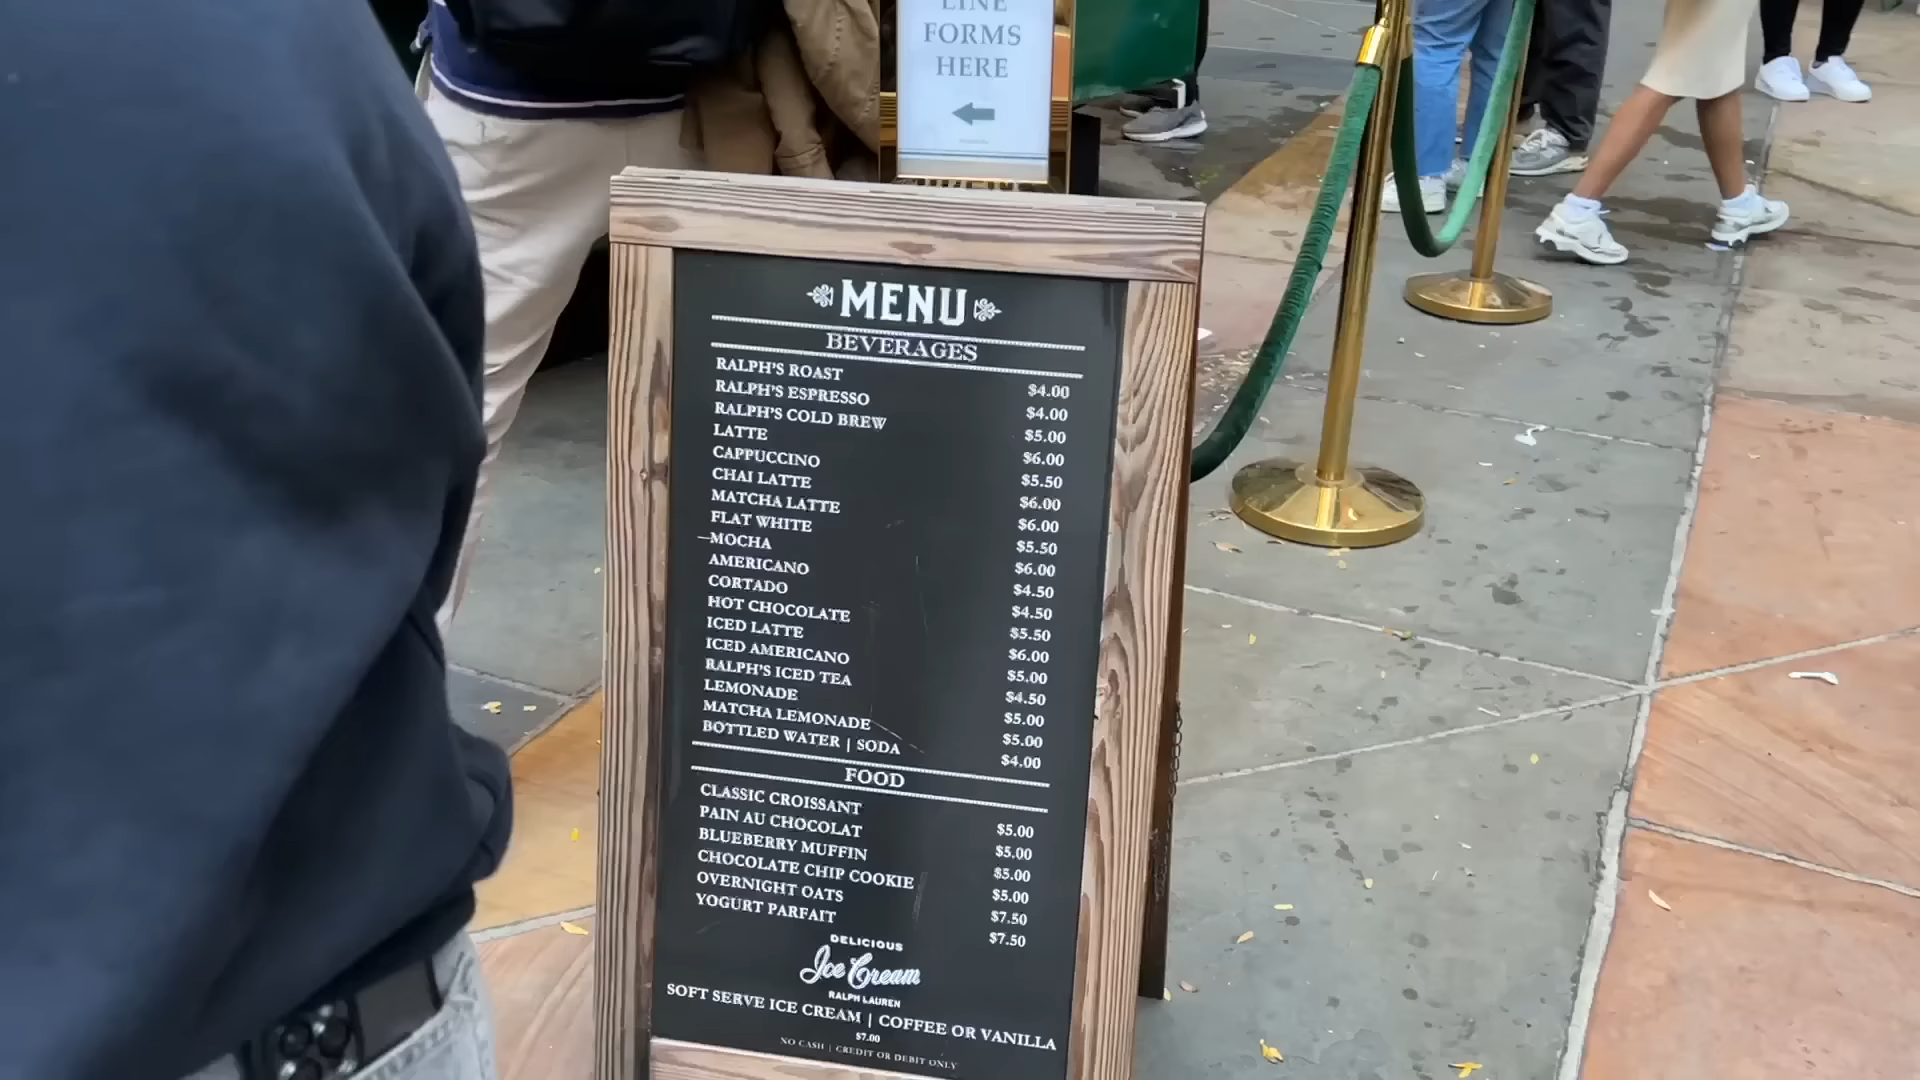 LINE
FORMS
HERE
MENU
BEVERAGES
RALPH'S ROAST $4.00
RALPH'S ESPRESSO $4.00
RALPH'S COLD BREW $5.00
LATTE $6.00
CAPPUCCINO $5.50
CHAI LATTE $6.00
MATCHA LATTE $6.00
FLAT WHITE $5.50
MOCHA $6.00
AMERICANO $4.50
CORTADO $4.50
HOT CHOCOLATE $5.50
ICED LATTE $6.00
ICED AMERICANO $5.00
RALPH'S ICED TEA $4.50
LEMONADE $5.00
MATCHA LEMONADE $5.00
BOTTLED WATER | SODA $4.00
FOOD
CLASSIC CROISSANT $5.00
PAIN AU CHOCOLAT $5.00
BLUEBERRY MUFFIN $5.00
CHOCOLATE CHIP COOKIE $5.00
OVERNIGHT OATS $7.50
YOGURT PARFAIT $7.50
DELICIOUS
Ice Cream
RALPH LAUREN
SOFT SERVE ICE CREAM | COFFEE OR VANILLA
$7.00
NO CASH | CREDIT OR DEBIT ONLY